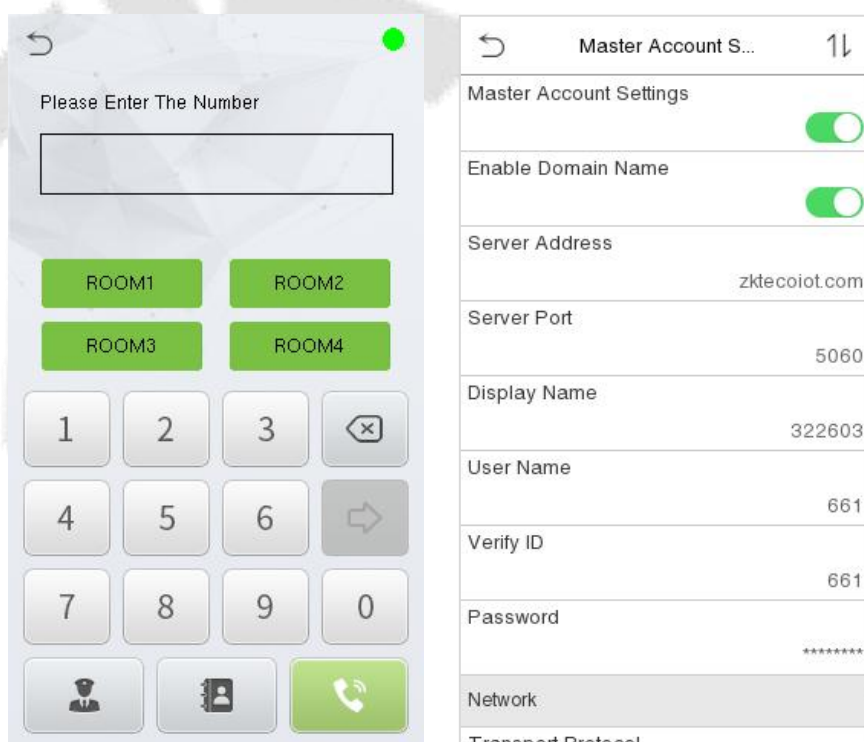 Please Enter The Number
ROOM1 ROOM2
ROOM3 ROOM4
1 2 3
4 5 6
7 8 9 0
Master Account S...
Master Account Settings
Enable Domain Name
Server Address
zktecoiot.com
Server Port
5060
Display Name
322603
User Name
661
Verify ID
661
Password
********
Network
Transport Protocol